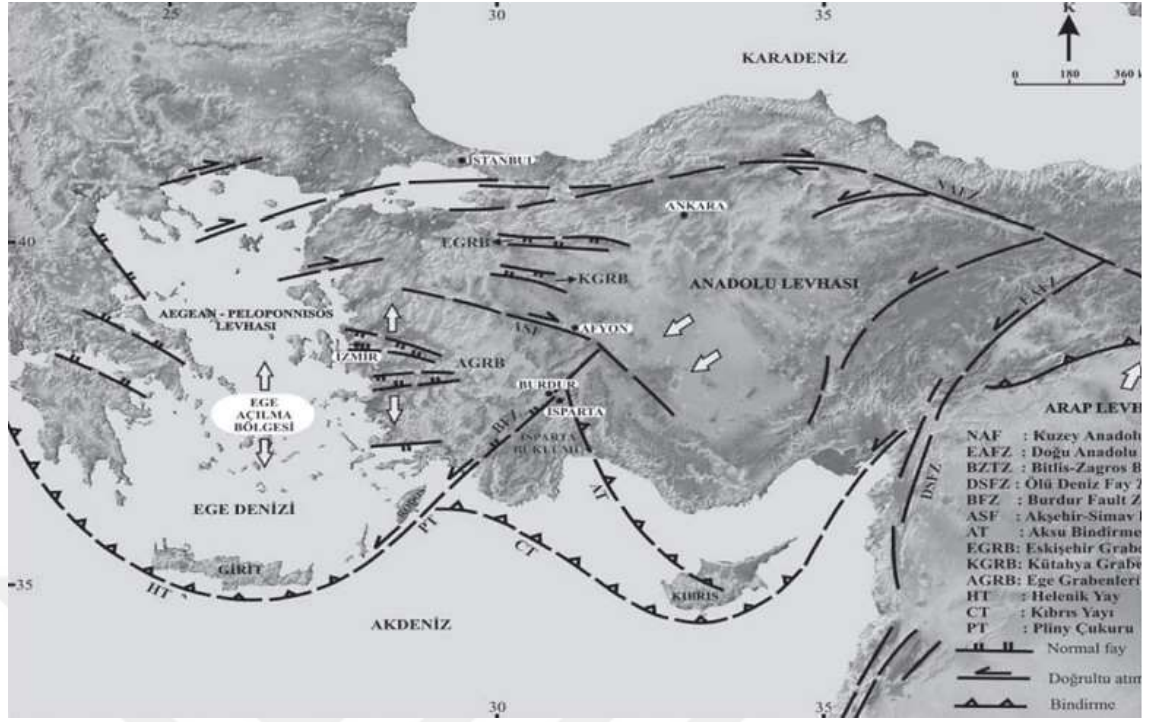 25
30
35
K
KARADENİZ
0 180 360 k
İSTANBUL
NAFZ
ANKARA
40
EGRB
KGRB
ANADOLU LEVHASI
EAFZ
AEGEAN - PELOPONNISOS
LEVHASI
ASF
AFYON
İZMİR
AGRB
BURDUR
ISPARTA
EGE
AÇILMA
BÖLGESİ
BFZ
ISPARTA
BÜKLÜMÜ
ARAP LEVH
NAF : Kuzey Anadolu
EAFZ : Doğu Anadolu
BZTZ : Bitlis-Zagros B
DSFZ : Ölü Deniz Fay Z
BFZ : Burdur Fault Z
ASF : Akşehir-Simav
AT : Aksu Bindirme
EGRB: Eskişehir Grabe
KGRB: Kütahya Grabe
AGRB: Ege Grabenleri
HT : Helenik Yay
CT : Kıbrıs Yayı
PT : Pliny Çukuru
Normal fay
Doğrultu atım
Bindirme
DSFZ
AT
EGE DENİZİ
RODOS
PT
CT
GİRİT
35
HT
KIBRIS
AKDENİZ
30
35